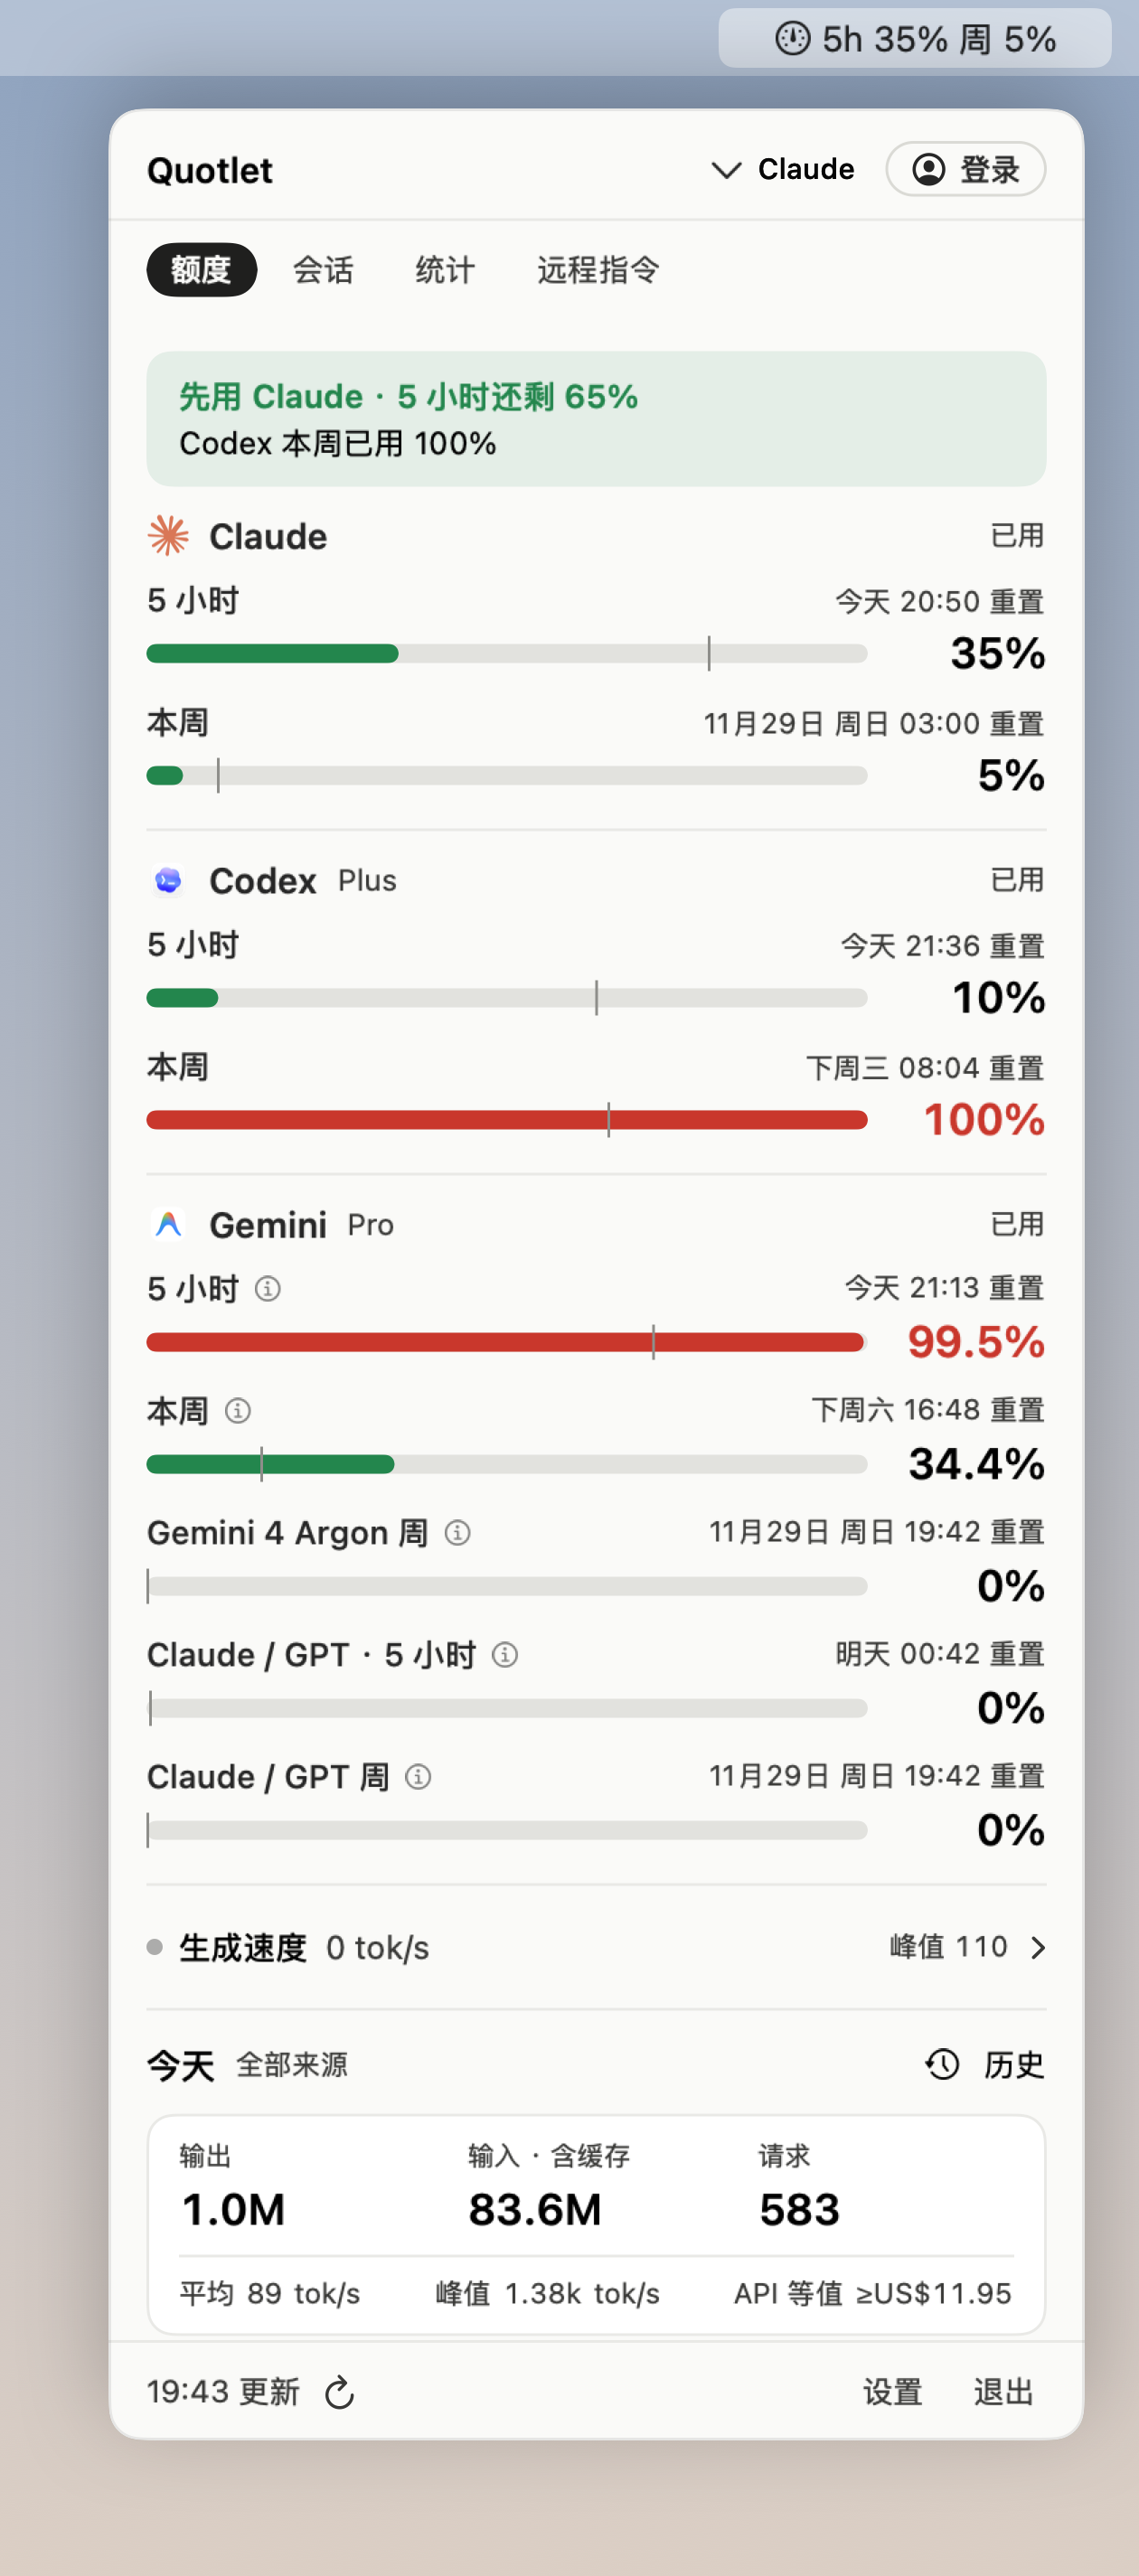 5h 35% 周 5%
Quotlet
Claude
登录
额度 会话 统计 远程指令
先用 Claude · 5 小时还剩 65%
Codex 本周已用 100%
Claude 已用
5 小时 今天 20:50 重置
35%
本周 11月29日 周日 03:00 重置
5%
Codex Plus 已用
5 小时 今天 21:36 重置
10%
本周 下周三 08:04 重置
100%
Gemini Pro 已用
5 小时 今天 21:13 重置
99.5%
本周 下周六 16:48 重置
34.4%
Gemini 4 Argon 周 11月29日 周日 19:42 重置
0%
Claude / GPT · 5 小时 明天 00:42 重置
0%
Claude / GPT 周 11月29日 周日 19:42 重置
0%
生成速度 0 tok/s 峰值 110
今天 全部来源 历史
输出 输入 · 含缓存 请求
1.0M 83.6M 583
平均 89 tok/s 峰值 1.38k tok/s API 等值 ≥US$11.95
19:43 更新 设置 退出